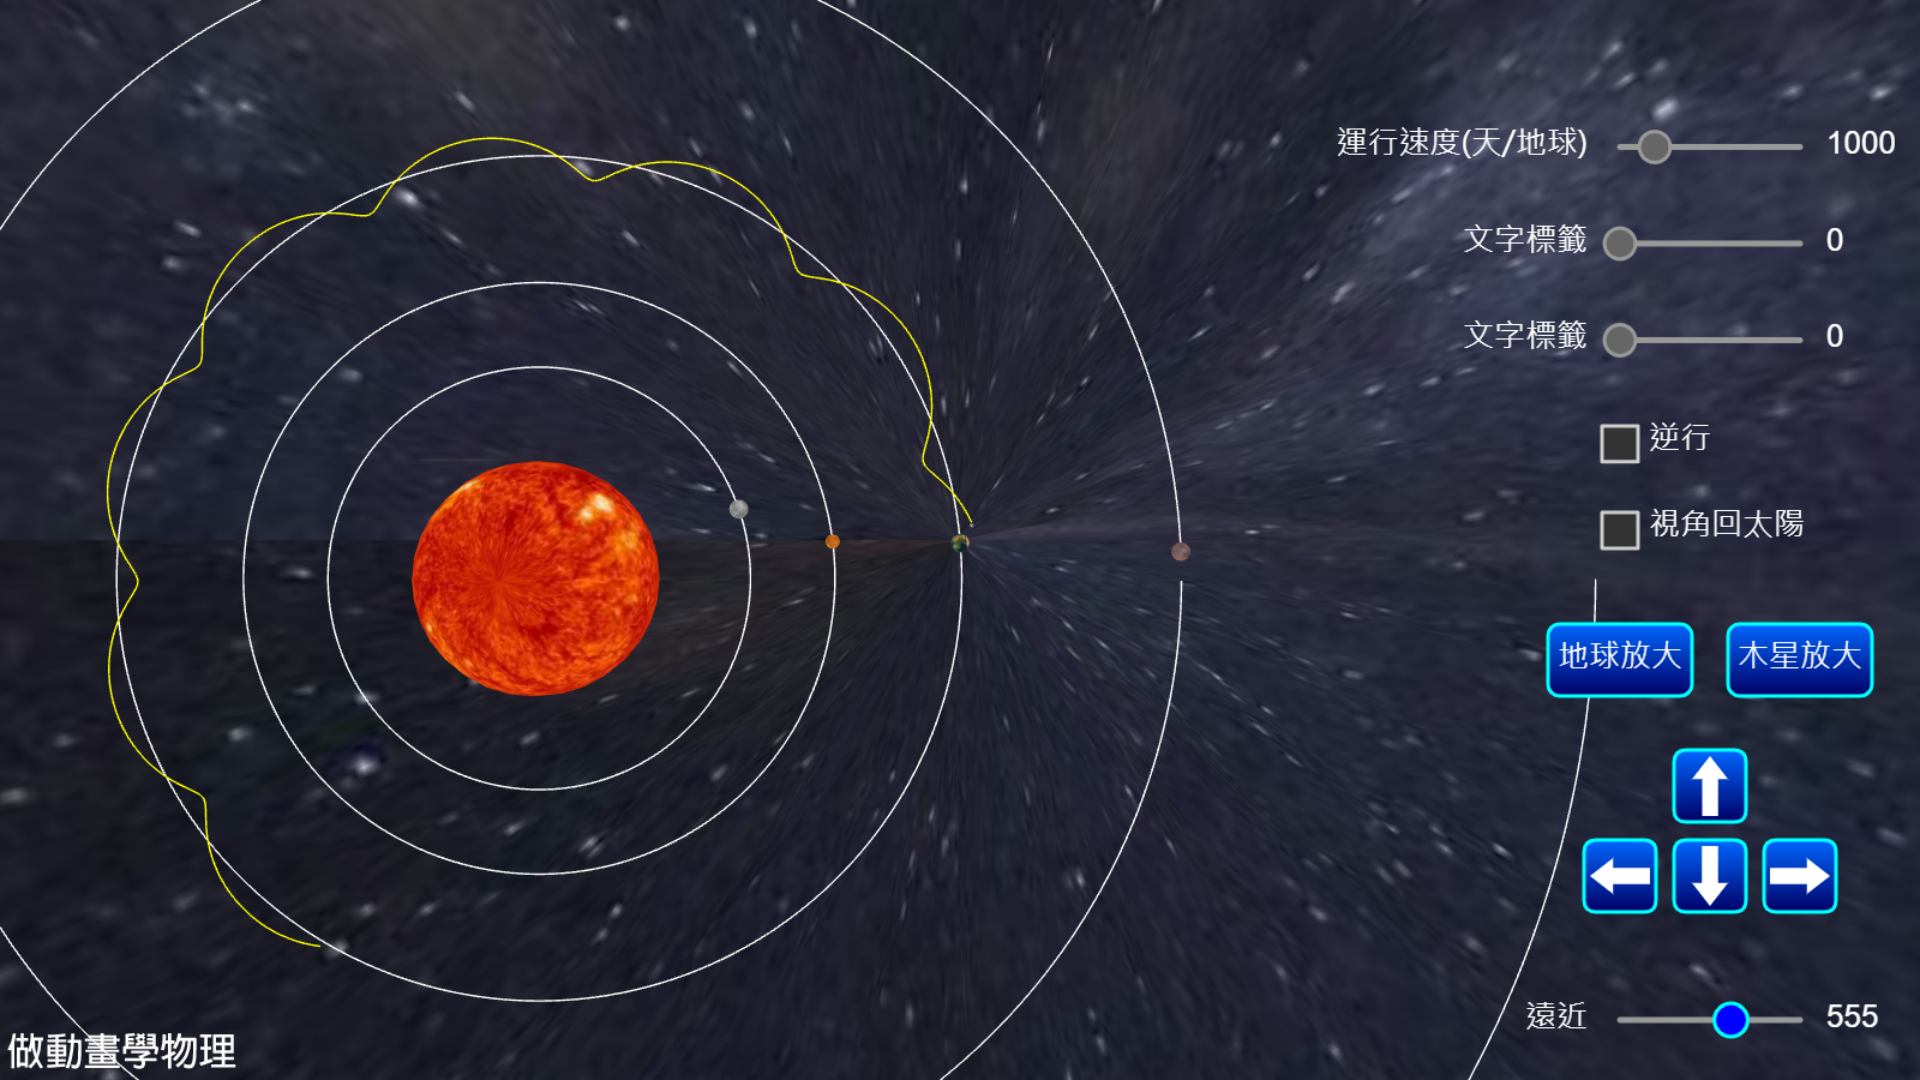 運行速度(天/地球) 1000
文字標籤 0
文字標籤 0
逆行
視角回太陽
地球放大 木星放大
遠近 555
做動畫學物理